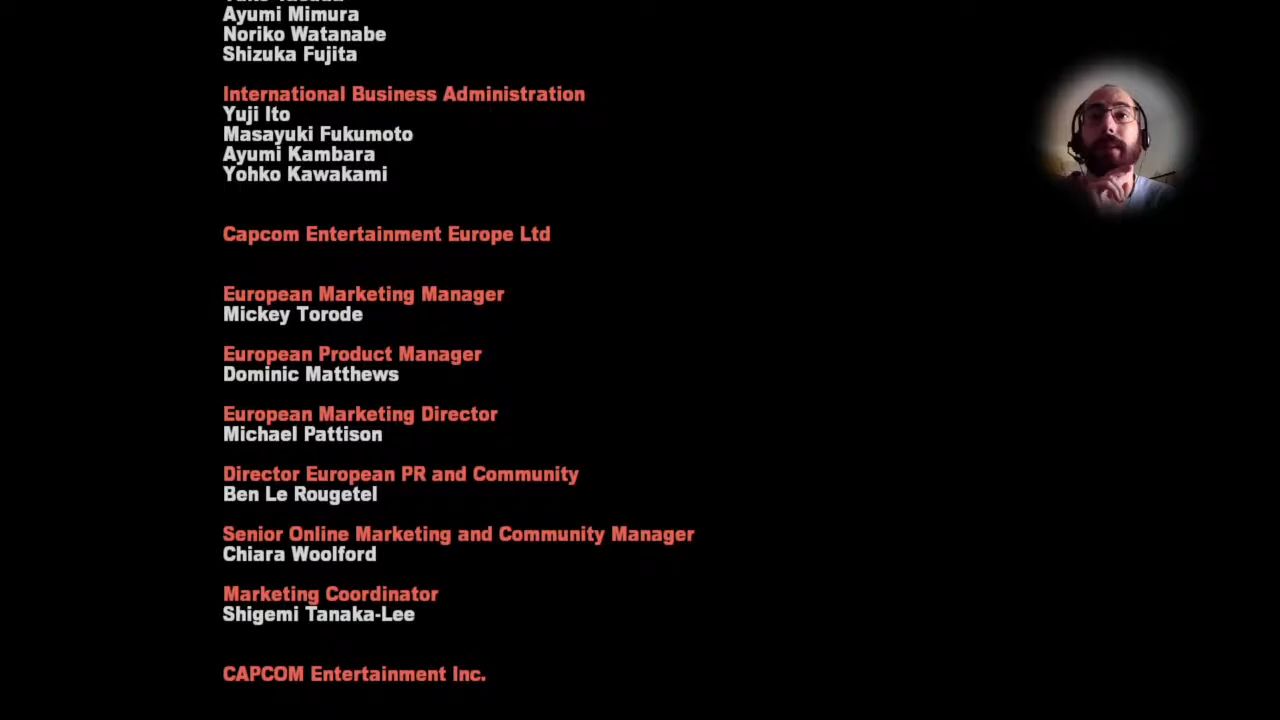 Ayumi Mimura
Noriko Watanabe
Shizuka Fujita
International Business Administration
Yuji Ito
Masayuki Fukumoto
Ayumi Kambara
Yohko Kawakami
Capcom Entertainment Europe Ltd
European Marketing Manager
Mickey Torode
European Product Manager
Dominic Matthews
European Marketing Director
Michael Pattison
Director European PR and Community
Ben Le Rougetel
Senior Online Marketing and Community Manager
Chiara Woolford
Marketing Coordinator
Shigemi Tanaka-Lee
CAPCOM Entertainment Inc.